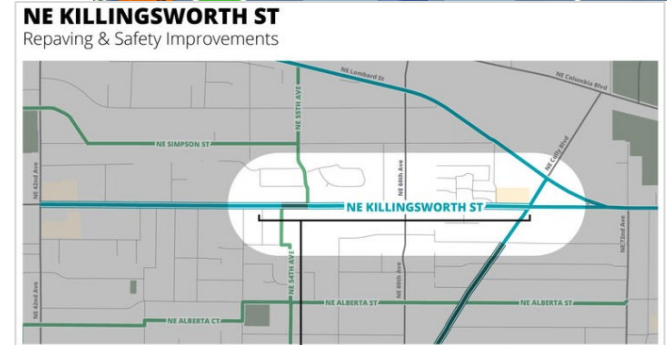 NE KILLINGSWORTH ST
Repaving & Safety Improvements
NE Lombard St
NE Columbia Blvd
NE 55TH AVE
NE SIMPSON ST
NE Cully Blvd
NE 42nd Ave
NE 60th Ave
NE KILLINGSWORTH ST
NE 72nd Ave
NE 54TH AVE
NE 42nd Ave
NE 60th Ave
NE ALBERTA ST
NE ALBERTA ST
NE ALBERTA CT